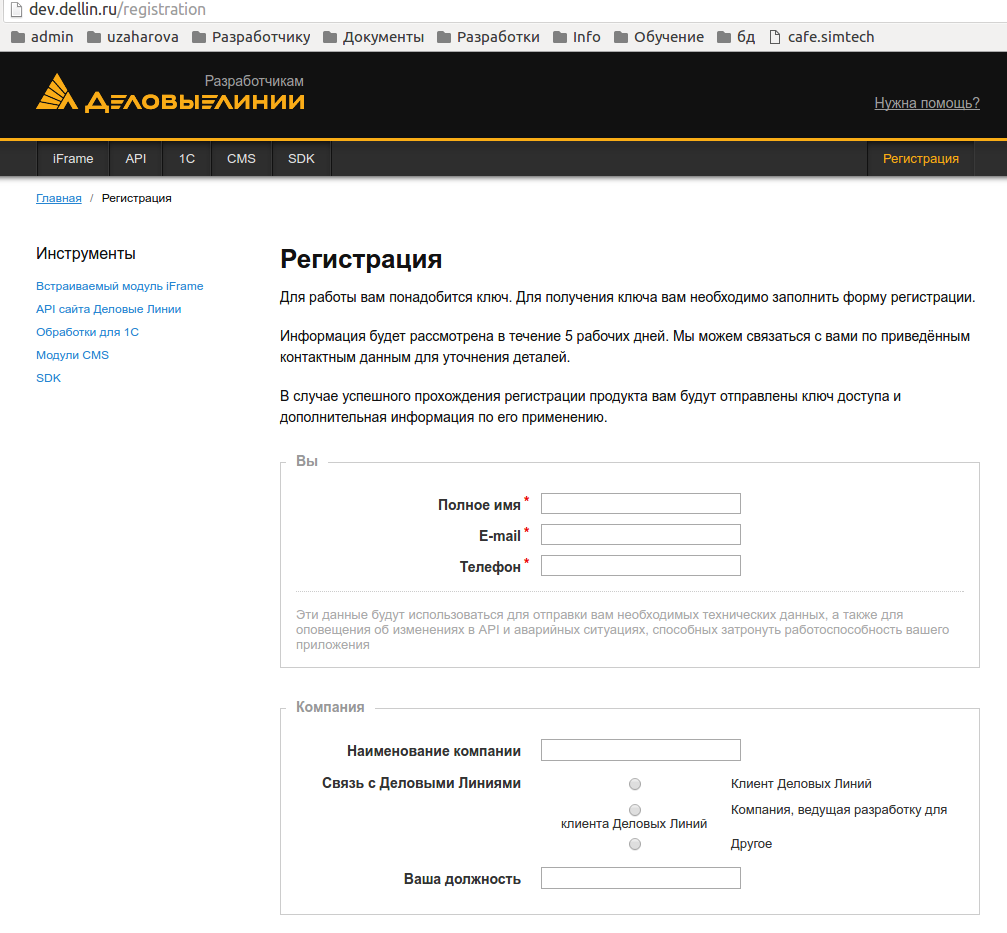 dev.dellin.ru/registration
admin uzaharova Разработчику Документы Разработки Info Обучение бд cafe.simtech
Разработчикам
ДЕЛОВЫЕЛИНИИ
Нужна помощь?
iFrame API 1С CMS SDK Регистрация
Главная / Регистрация
Инструменты
Встраиваемый модуль iFrame
API сайта Деловые Линии
Обработки для 1С
Модули CMS
SDK
Регистрация
Для работы вам понадобится ключ. Для получения ключа вам необходимо заполнить форму регистрации.
Информация будет рассмотрена в течение 5 рабочих дней. Мы можем связаться с вами по приведённым
контактным данным для уточнения деталей.
В случае успешного прохождения регистрации продукта вам будут отправлены ключ доступа и
дополнительная информация по его применению.
Вы
Полное имя *
E-mail *
Телефон *
Эти данные будут использоваться для отправки вам необходимых технических данных, а также для
оповещения об изменениях в API и аварийных ситуациях, способных затронуть работоспособность вашего
приложения
Компания
Наименование компании
Связь с Деловыми Линиями Клиент Деловых Линий
Компания, ведущая разработку для
клиента Деловых Линий
Другое
Ваша должность